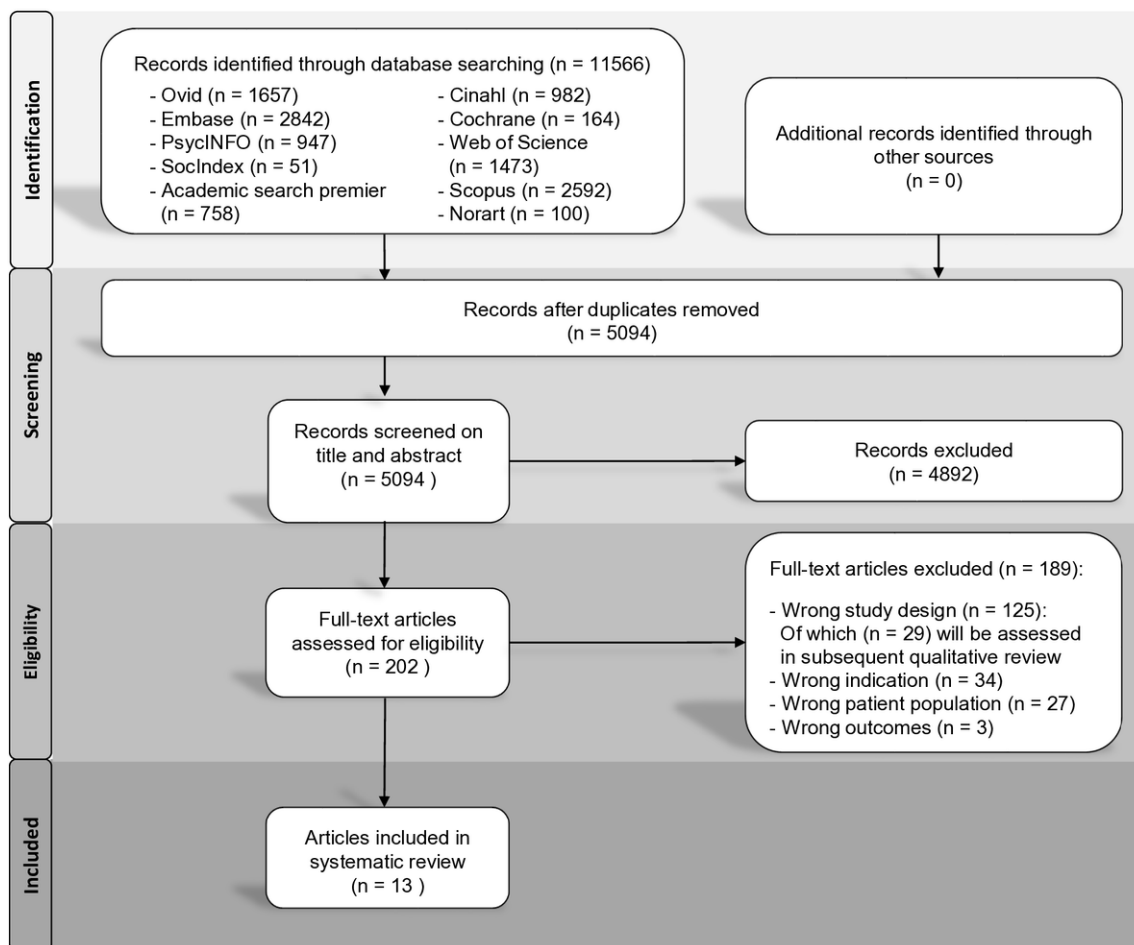 Identification
Records identified through database searching (n = 11566)
- Ovid (n = 1657)
- Embase (n = 2842)
- PsycINFO (n = 947)
- SocIndex (n = 51)
- Academic search premier
(n = 758)
- Cinahl (n = 982)
- Cochrane (n = 164)
- Web of Science
(n = 1473)
- Scopus (n = 2592)
- Norart (n = 100)
Additional records identified through
other sources
(n = 0)
Screening
Records after duplicates removed
(n = 5094)
Records screened on
title and abstract
(n = 5094 )
Records excluded
(n = 4892)
Eligibility
Full-text articles
assessed for eligibility
(n = 202 )
Full-text articles excluded (n = 189):
- Wrong study design (n = 125):
Of which (n = 29) will be assessed
in subsequent qualitative review
- Wrong indication (n = 34)
- Wrong patient population (n = 27)
- Wrong outcomes (n = 3)
Included
Articles included in
systematic review
(n = 13 )